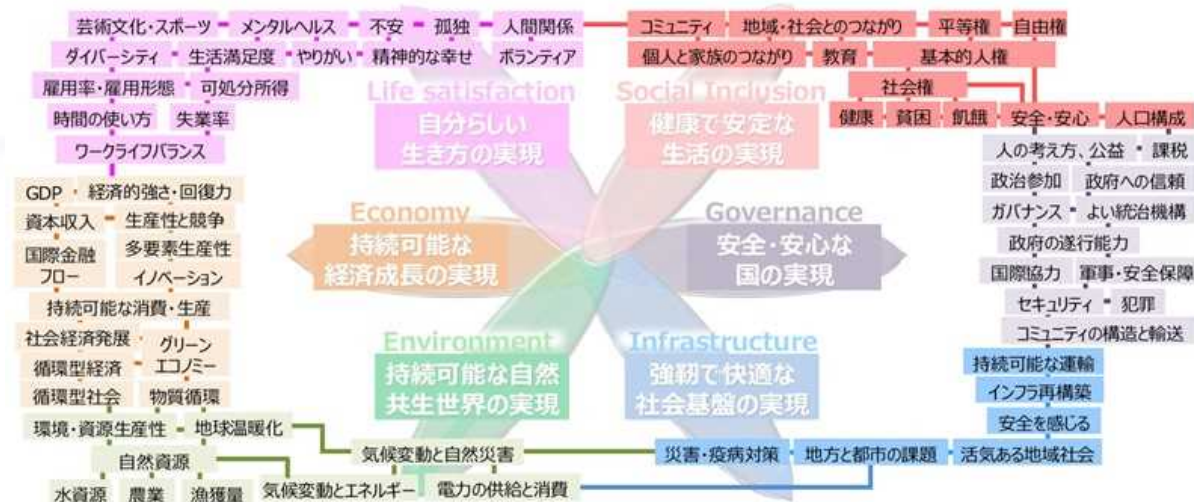 芸術文化・スポーツ メンタルヘルス 不安 孤独 人間関係 コミュニティ 地域・社会とのつながり 平等権 自由権
ダイバーシティ 生活満足度 やりがい 精神的な幸せ ボランティア 個人と家族のつながり 教育 基本的人権
雇用率・雇用形態 可処分所得 社会権
時間の使い方 失業率 健康 貧困 飢餓 安全・安心 人口構成
ワークライフバランス
Life satisfaction
自分らしい
生き方の実現
Social Inclusion
健康で安定な
生活の実現
GDP 経済的強さ・回復力
資本収入 生産性と競争
国際金融
フロー
多要素生産性
イノベーション
持続可能な消費・生産
社会経済発展
循環型経済
グリーン
エコノミー
循環型社会 物質循環
Economy
持続可能な
経済成長の実現
Governance
安全・安心な
国の実現
人の考え方、公益 課税
政治参加 政府への信頼
ガバナンス よい統治機構
政府の遂行能力
国際協力 軍事・安全保障
セキュリティ 犯罪
コミュニティの構造と輸送
Environment
持続可能な自然
共生世界の実現
Infrastructure
強靭で快適な
社会基盤の実現
持続可能な運輸
インフラ再構築
安全を感じる
環境・資源生産性 地球温暖化
自然資源 気候変動と自然災害 災害・疫病対策 地方と都市の課題 活気ある地域社会
水資源 農業 漁獲量 気候変動とエネルギー 電力の供給と消費